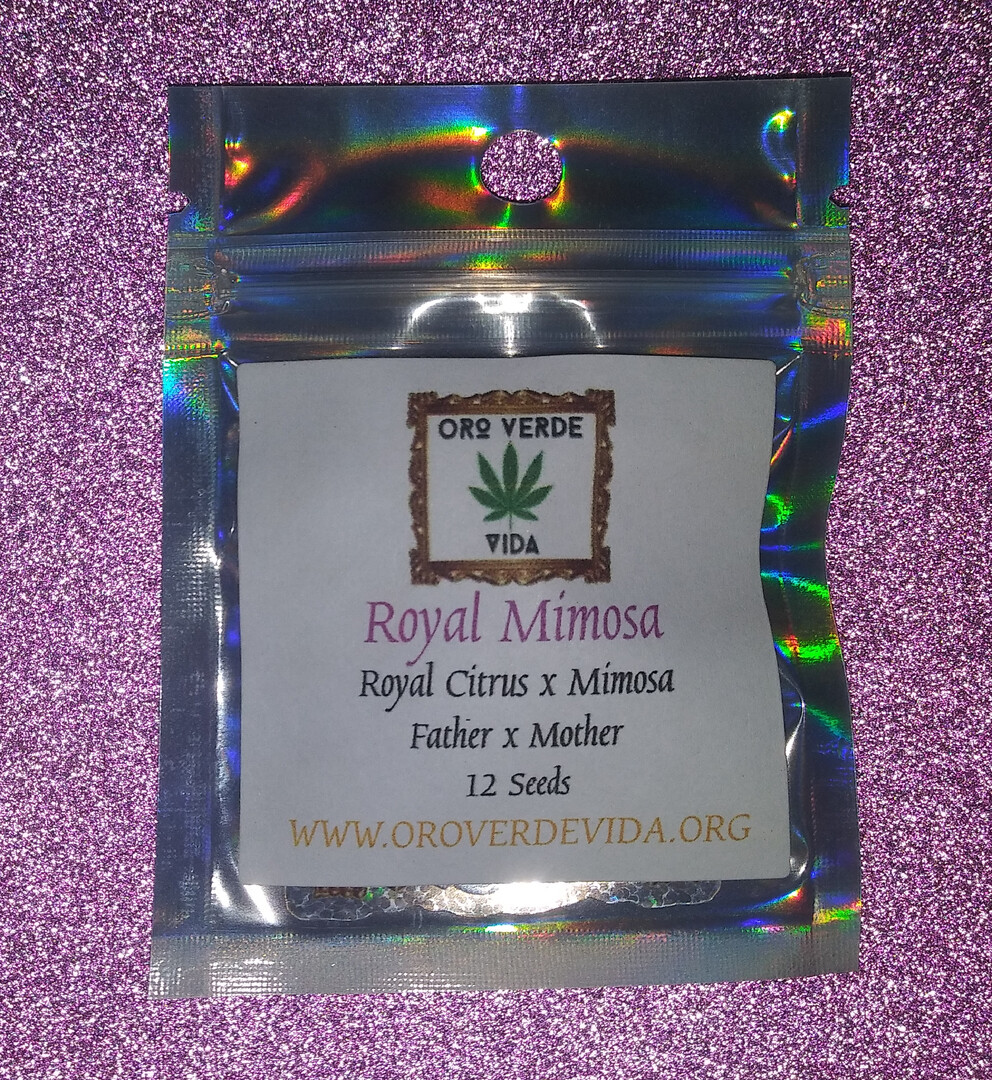 ORO VERDE
VIDA
Royal Mimosa
Royal Citrus x Mimosa
Father x Mother
12 Seeds
WWW.OROVERDEVIDA.ORG